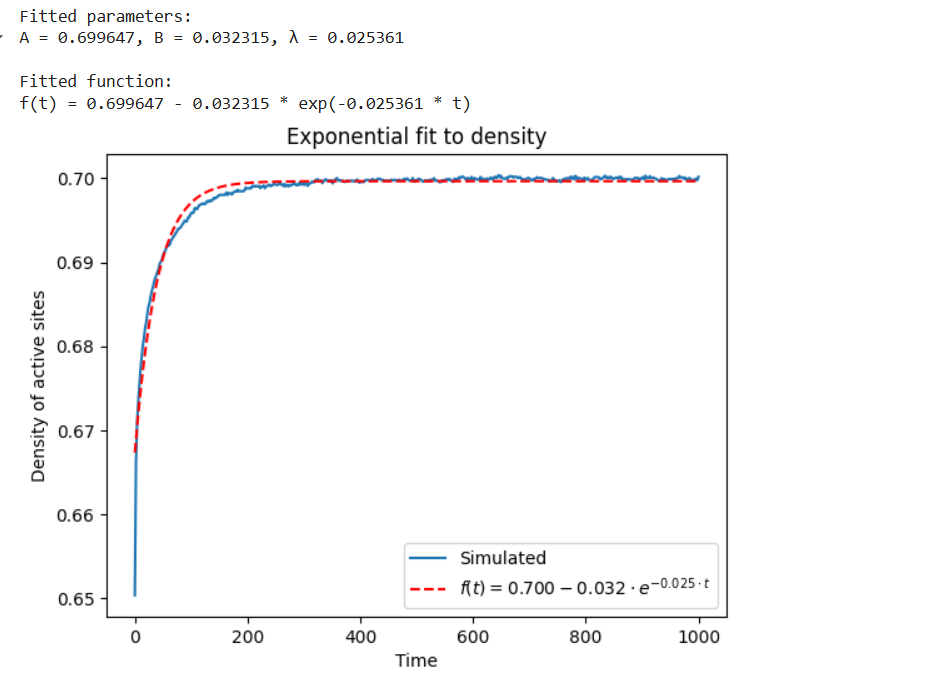 Fitted parameters:
A = 0.699647, B = 0.032315, λ = 0.025361
Fitted function:
f(t) = 0.699647 - 0.032315 * exp(-0.025361 * t)
Exponential fit to density
0.70
0.69
0.68
0.67
0.66
0.65
Density of active sites
Simulated
f(t) = 0.700 − 0.032 · e^{−0.025·t}
0 200 400 600 800 1000
Time